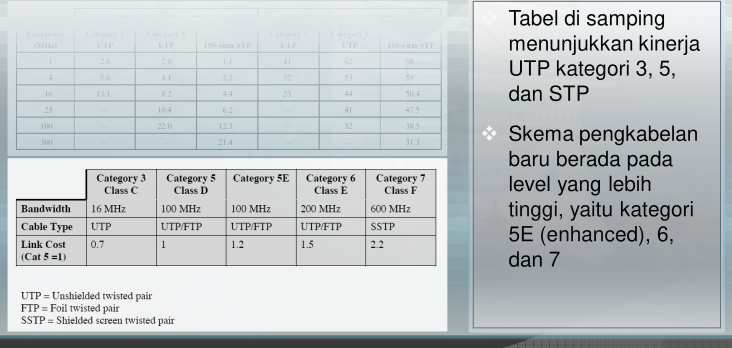 Frequency (MHz) Category 3 UTP Category 5 UTP 150-ohm STP Category 3 UTP Category 5 UTP 150-ohm STP
1 2.6 2.0 1.1 41 62 58
4 5.6 4.1 2.2 32 53 58
16 13.1 8.2 4.4 23 44 50.4
25 — 10.4 6.2 — 41 47.5
100 — 22.0 12.3 — 32 38.5
300 — — 21.4 — — 31.3
Category 3 Class C Category 5 Class D Category 5E Category 6 Class E Category 7 Class F
Bandwidth 16 MHz 100 MHz 100 MHz 200 MHz 600 MHz
Cable Type UTP UTP/FTP UTP/FTP UTP/FTP SSTP
Link Cost (Cat 5 =1) 0.7 1 1.2 1.5 2.2
UTP = Unshielded twisted pair
FTP = Foil twisted pair
SSTP = Shielded screen twisted pair
Tabel di samping
menunjukkan kinerja
UTP kategori 3, 5,
dan STP
Skema pengkabelan
baru berada pada
level yang lebih
tinggi, yaitu kategori
5E (enhanced), 6,
dan 7